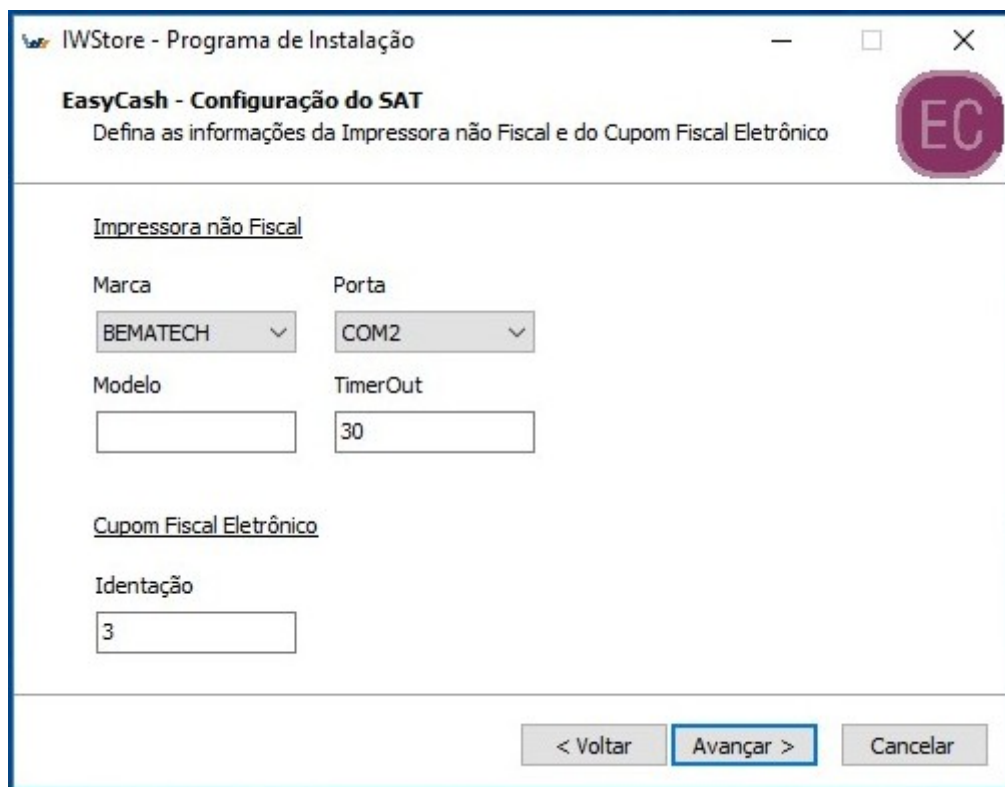 IWStore - Programa de Instalação
EasyCash - Configuração do SAT
Defina as informações da Impressora não Fiscal e do Cupom Fiscal Eletrônico
EC
Impressora não Fiscal
Marca Porta
BEMATECH COM2
Modelo TimerOut
30
Cupom Fiscal Eletrônico
Identação
3
< Voltar Avançar > Cancelar